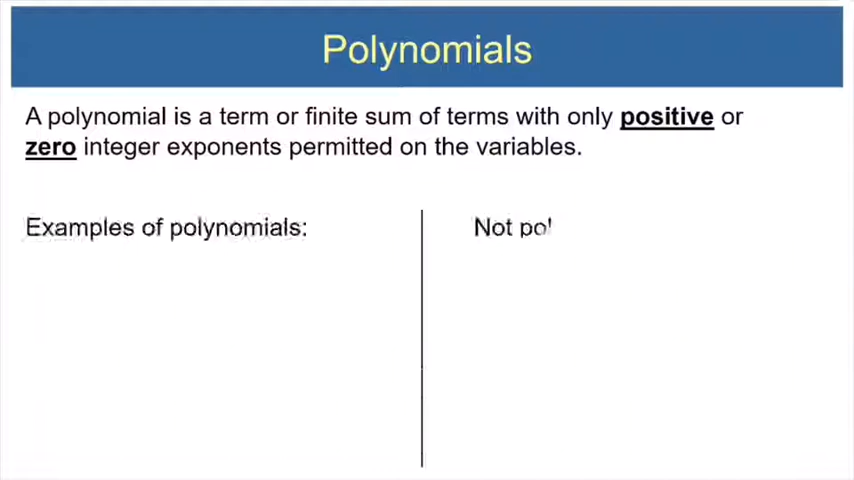 Polynomials
A polynomial is a term or finite sum of terms with only positive or
zero integer exponents permitted on the variables.
Examples of polynomials:
Not